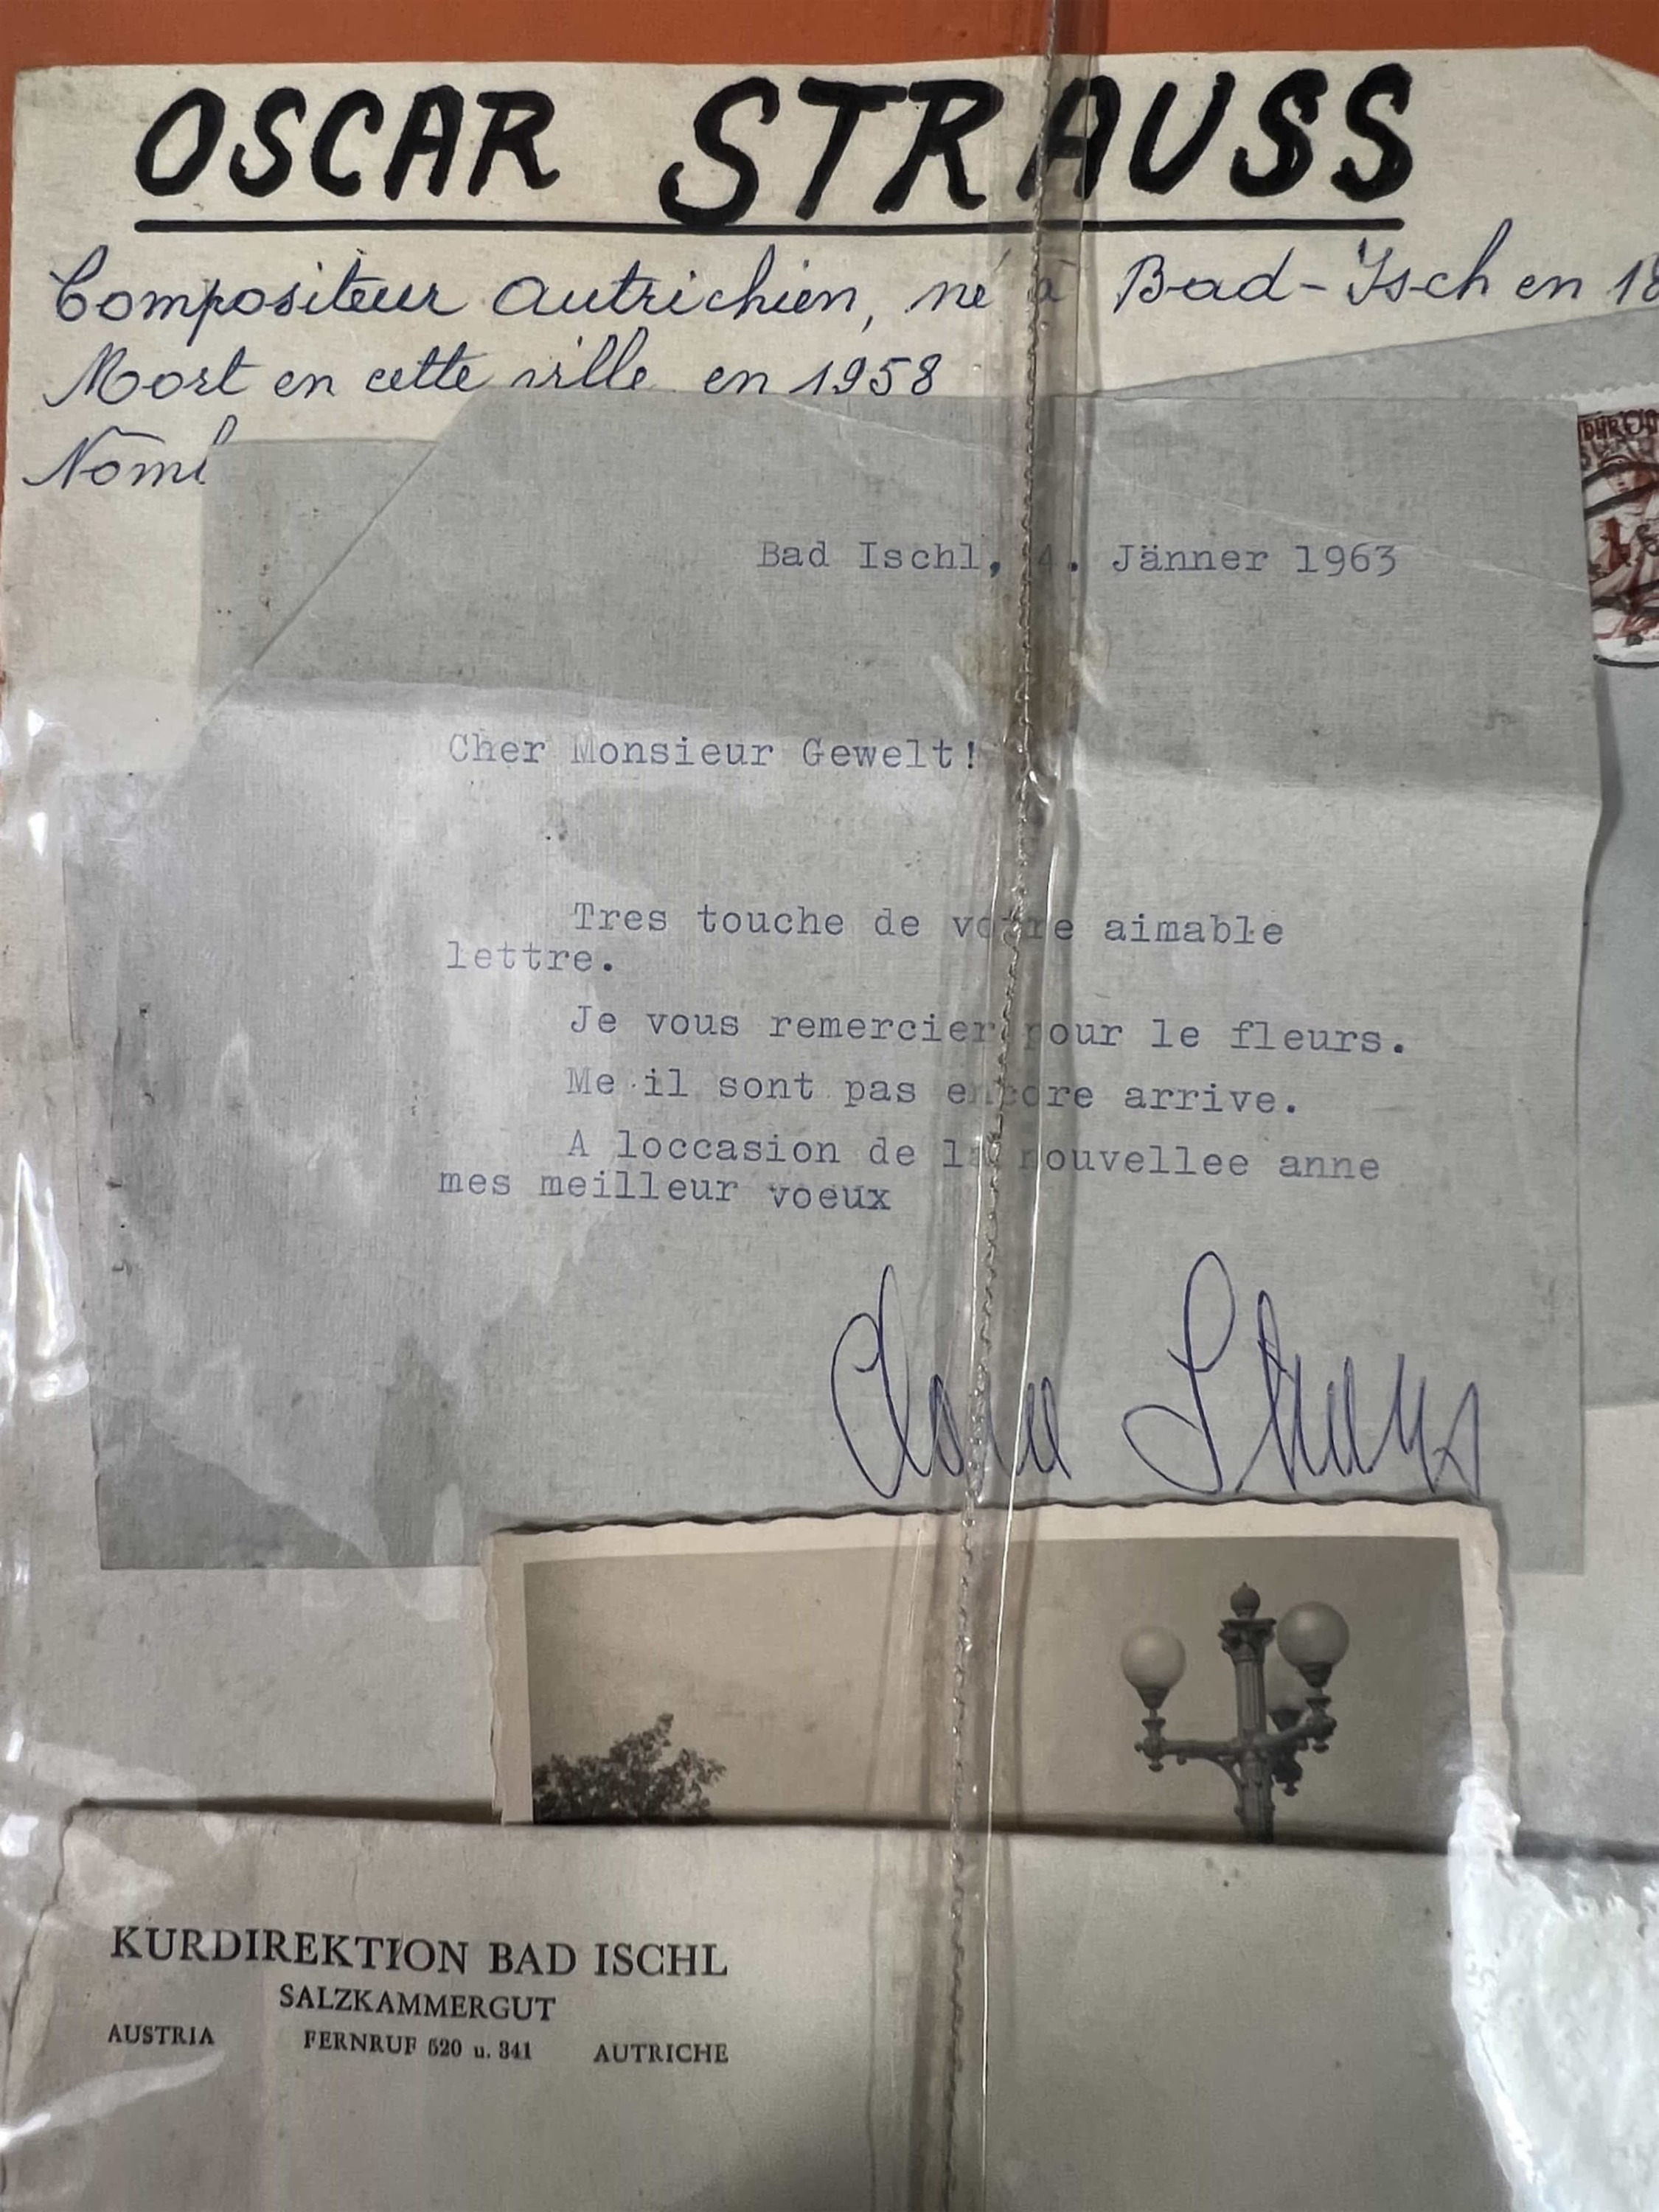 OSCAR STRAUSS
Compositeur autrichien, né à Bad-Isch en 18
Mort en cette ville en 1958
Bad Ischl, 4. Jänner 1963
Cher Monsieur Gewelt!
Tres touche de votre aimable
lettre.
Je vous remercier pour le fleurs.
Me il sont pas encore arrive.
A loccasion de la nouvellee anne
mes meilleur voeux
KURDIREKTION BAD ISCHL
SALZKAMMERGUT
AUSTRIA FERNRUF 520 u. 341 AUTRICHE